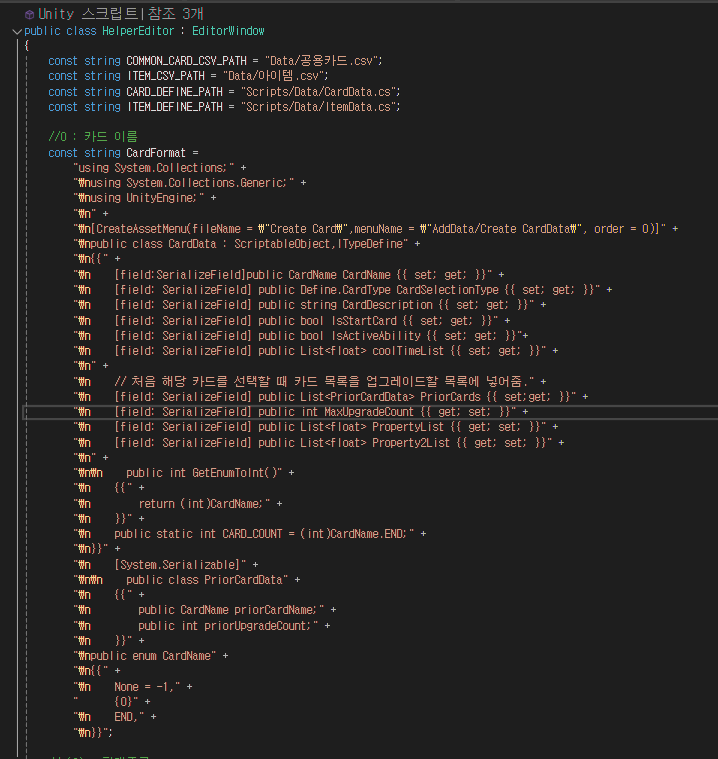 Unity 스크립트|참조 3개
public class HelperEditor : EditorWindow
{
const string COMMON_CARD_CSV_PATH = "Data/공용카드.csv";
const string ITEM_CSV_PATH = "Data/아이템.csv";
const string CARD_DEFINE_PATH = "Scripts/Data/CardData.cs";
const string ITEM_DEFINE_PATH = "Scripts/Data/ItemData.cs";
//0 : 카드 이름
const string CardFormat =
"using System.Collections;" +
"₩nusing System.Collections.Generic;" +
"₩nusing UnityEngine;" +
"₩n" +
"₩n[CreateAssetMenu(fileName = ₩"Create Card₩",menuName = ₩"AddData/Create CardData₩", order = 0)]" +
"₩npublic class CardData : ScriptableObject,ITypeDefine" +
"₩n{{" +
"₩n    [field:SerializeField]public CardName CardName {{ set; get; }}" +
"₩n    [field: SerializeField] public Define.CardType CardSelectionType {{ set; get; }}" +
"₩n    [field: SerializeField] public string CardDescription {{ set; get; }}" +
"₩n    [field: SerializeField] public bool IsStartCard {{ set; get; }}" +
"₩n    [field: SerializeField] public bool IsActiveAbility {{ set; get; }}"+
"₩n    [field: SerializeField] public List<float> coolTimeList {{ set; get; }}" +
"₩n" +
"₩n    // 처음 해당 카드를 선택할 때 카드 목록을 업그레이드할 목록에 넣어줌." +
"₩n    [field: SerializeField] public List<PriorCardData> PriorCards {{ set;get; }}" +
"₩n    [field: SerializeField] public int MaxUpgradeCount {{ get; set; }}" +
"₩n    [field: SerializeField] public List<float> PropertyList {{ get; set; }}" +
"₩n    [field: SerializeField] public List<float> Property2List {{ get; set; }}" +
"₩n" +
"₩n₩n    public int GetEnumToInt()" +
"₩n    {{" +
"₩n        return (int)CardName;" +
"₩n    }}" +
"₩n    public static int CARD_COUNT = (int)CardName.END;" +
"₩n}}" +
"₩n    [System.Serializable]" +
"₩n₩n    public class PriorCardData" +
"₩n    {{" +
"₩n        public CardName priorCardName;" +
"₩n        public int priorUpgradeCount;" +
"₩n    }}" +
"₩npublic enum CardName" +
"₩n{{" +
"₩n    None = -1," +
"      {0}" +
"₩n    END," +
"₩n}}";